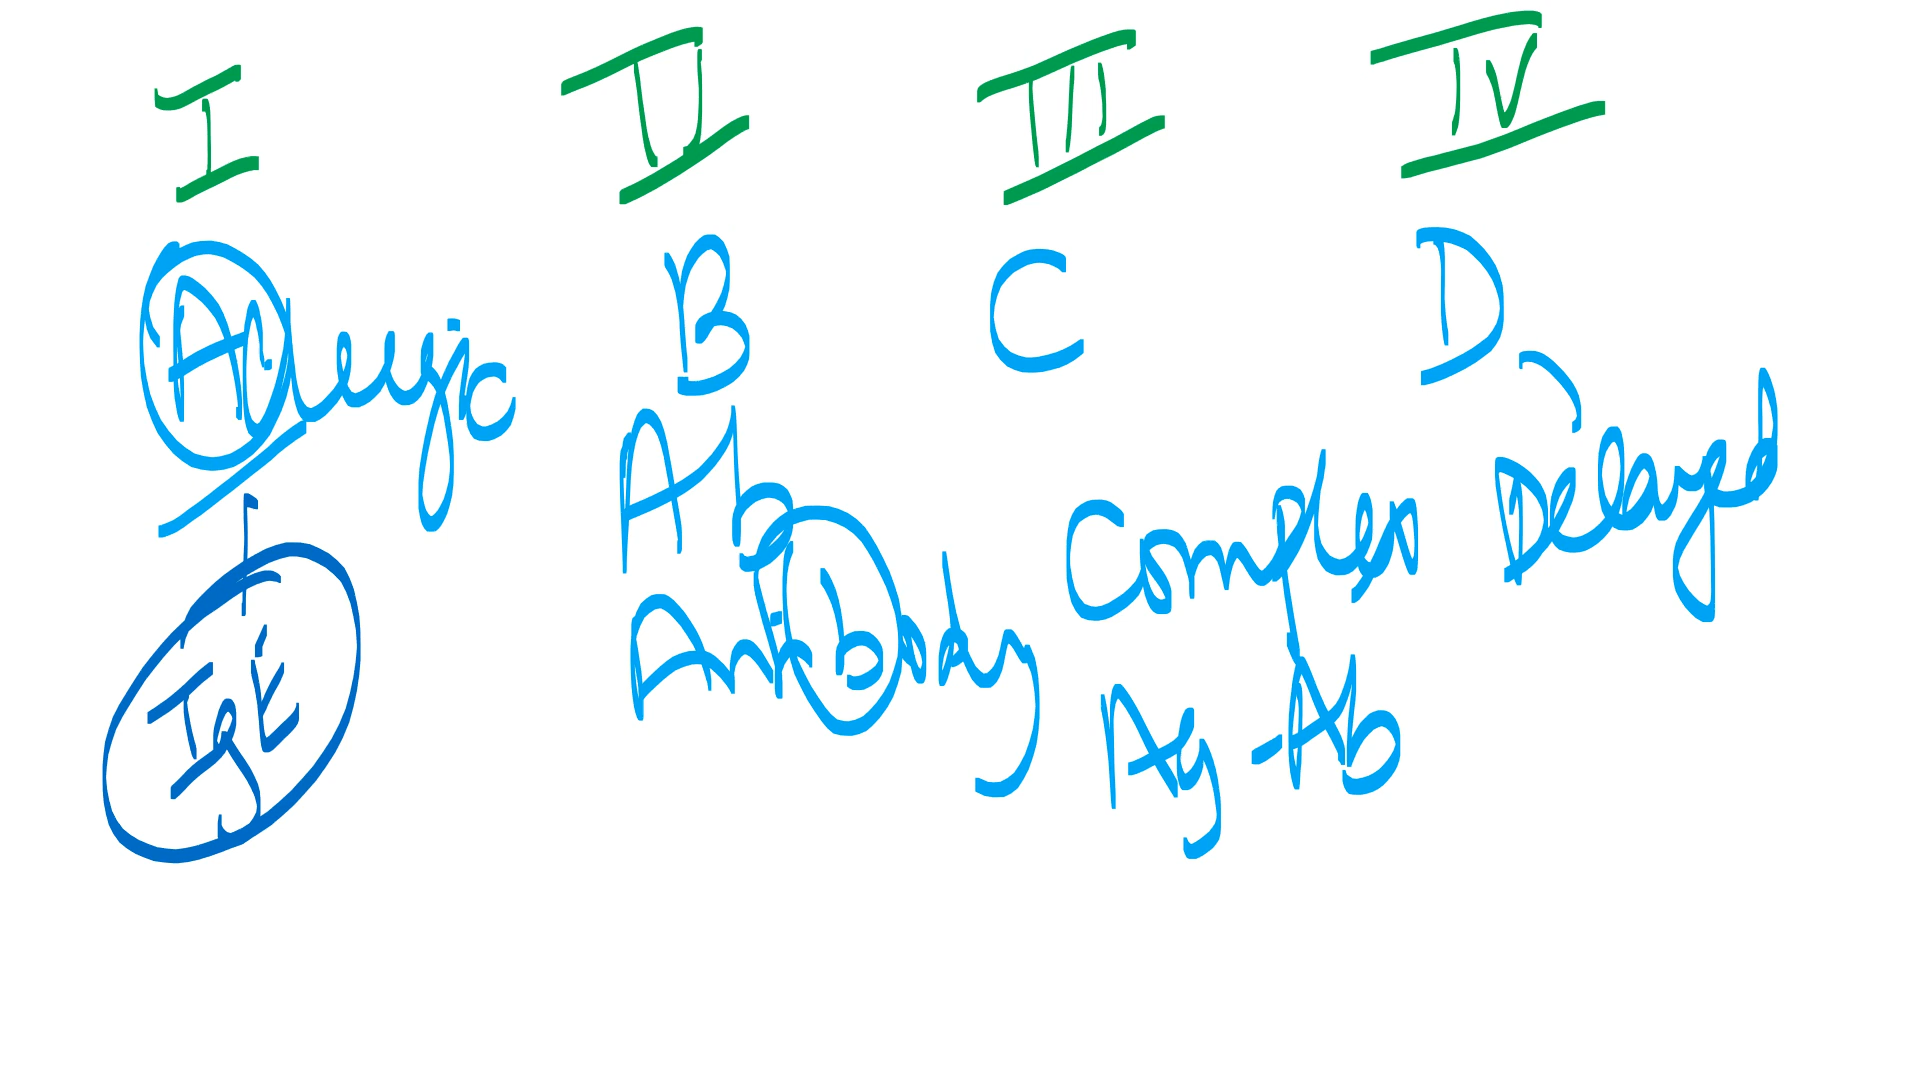 I II III IV
Allergic B C D
Ab Complex Delayed
IgE Antibody Ag-Ab